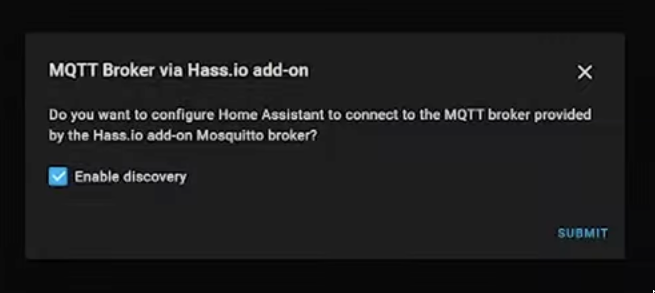 MQTT Broker via Hass.io add-on
Do you want to configure Home Assistant to connect to the MQTT broker provided
by the Hass.io add-on Mosquitto broker?
Enable discovery
SUBMIT